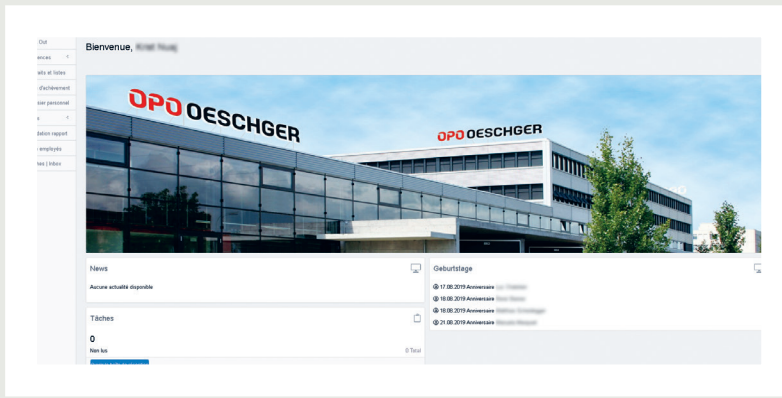 Out
Bienvenue,
ences <
ails et listes
d'achèvement
sier personel
s <
dation rapport
employés
hes | Inbox
OPO OESCHGER
OPO OESCHGER
News
Aucune actualité disponible
Tâches
0
Non lus 0 Total
Geburtstage
17.08.2019 Anniversaire
18.08.2019 Anniversaire
18.08.2019 Anniversaire
21.08.2019 Anniversaire